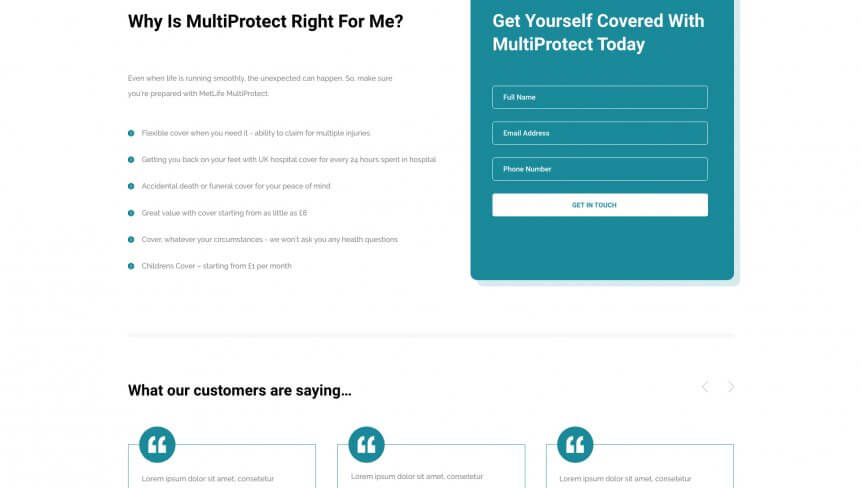 Why Is MultiProtect Right For Me?
Even when life is running smoothly, the unexpected can happen. So, make sure
you're prepared with MetLife MultiProtect.
Flexible cover when you need it - ability to claim for multiple injuries
Getting you back on your feet with UK hospital cover for every 24 hours spent in hospital
Accidental death or funeral cover for your peace of mind
Great value with cover starting from as little as £8
Cover, whatever your circumstances - we won't ask you any health questions
Childrens Cover – starting from £1 per month
Get Yourself Covered With
MultiProtect Today
Full Name
Email Address
Phone Number
GET IN TOUCH
What our customers are saying...
Lorem ipsum dolor sit amet, consetetur
Lorem ipsum dolor sit amet, consetetur
Lorem ipsum dolor sit amet, consetetur